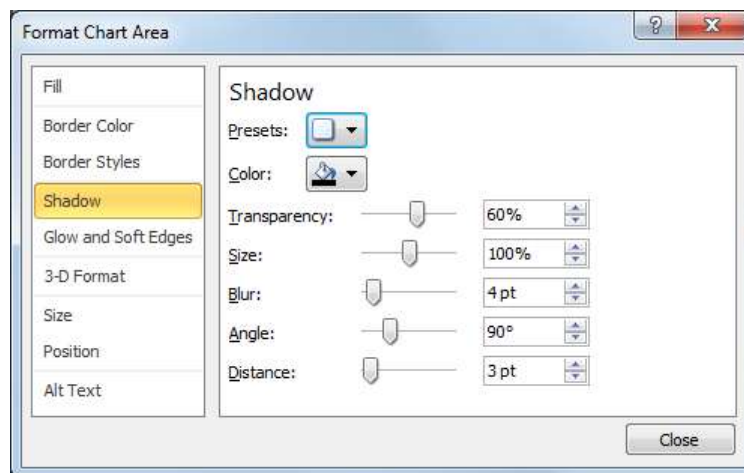 Format Chart Area
?
Fill
Border Color
Border Styles
Shadow
Glow and Soft Edges
3-D Format
Size
Position
Alt Text
Shadow
Presets:
Color:
Transparency: 60%
Size: 100%
Blur: 4 pt
Angle: 90°
Distance: 3 pt
Close